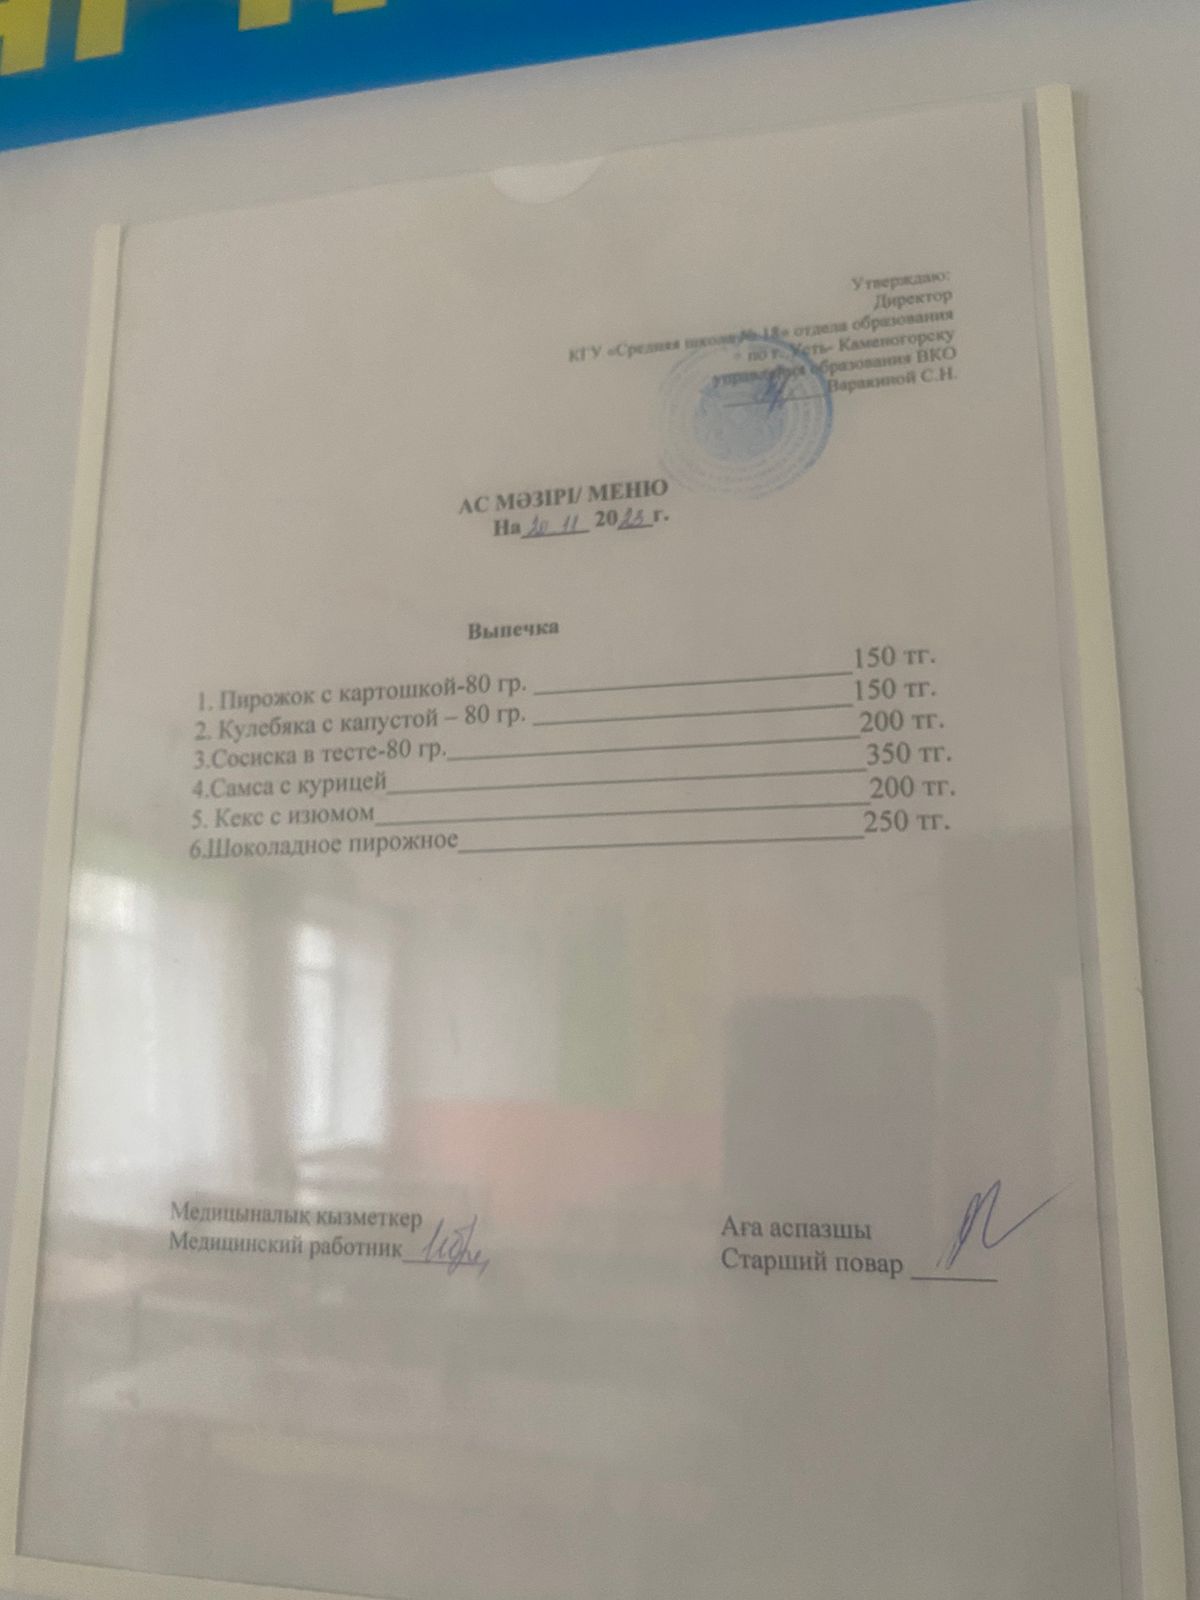 Утверждаю:
Директор
КГУ «Средняя школа № 18» отдела образования
по г. Усть- Каменогорску
управления образования ВКО
Варакиной С.Н.
АС МӘЗІРІ/ МЕНЮ
На 20.11 2023 г.
Выпечка
1. Пирожок с картошкой-80 гр. 150 тг.
2. Кулебяка с капустой – 80 гр. 150 тг.
3.Сосиска в тесте-80 гр. 200 тг.
4.Самса с курицей 350 тг.
5. Кекс с изюмом 200 тг.
6.Шоколадное пирожное 250 тг.
Медицыналық қызметкер
Медицинский работник
Аға аспазшы
Старший повар